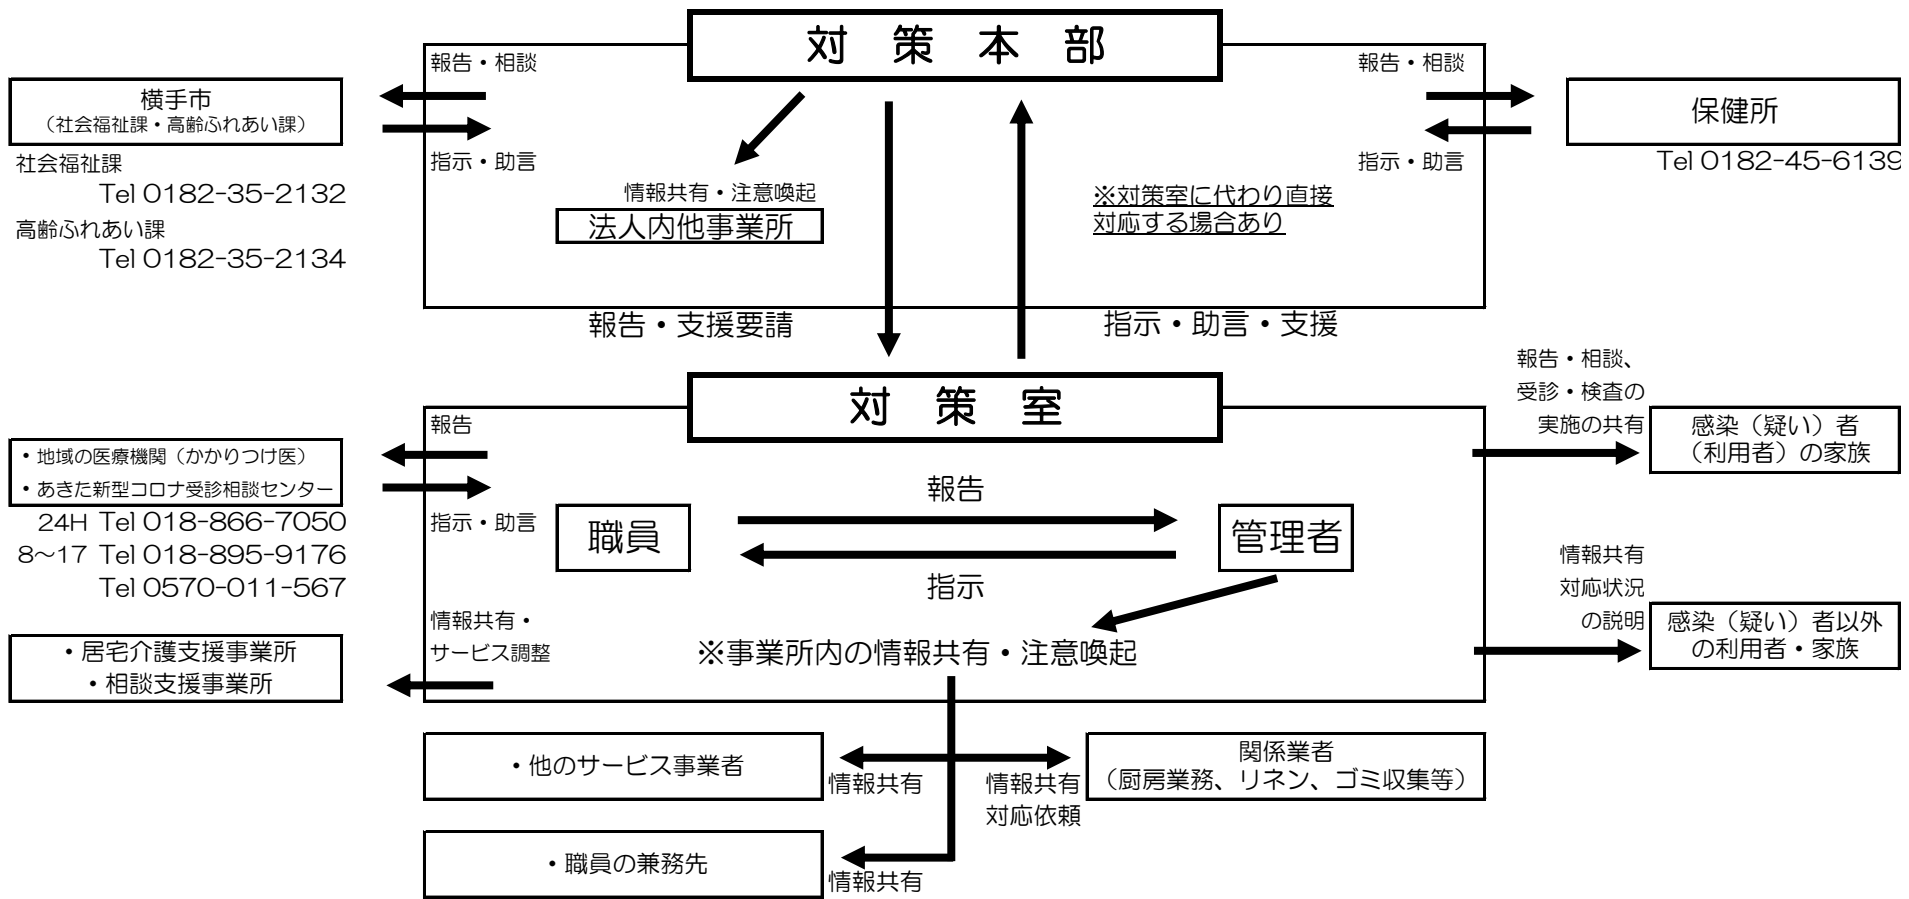 対 策 本 部
報告・相談
報告・相談
横手市
（社会福祉課・高齢ふれあい課）
保健所
指示・助言
指示・助言
社会福祉課
Tel 0182-35-2132
高齢ふれあい課
Tel 0182-35-2134
Tel 0182-45-6139
情報共有・注意喚起
法人内他事業所
※対策室に代わり直接
対応する場合あり
報告・支援要請
指示・助言・支援
対 策 室
報告・相談、
受診・検査の
実施の共有
感染（疑い）者
（利用者）の家族
報告
・地域の医療機関（かかりつけ医）
・あきた新型コロナ受診相談センター
24H Tel 018-866-7050
8～17 Tel 018-895-9176
Tel 0570-011-567
指示・助言
職員
報告
指示
管理者
情報共有
対応状況
の説明
感染（疑い）者以外
の利用者・家族
情報共有・
サービス調整
・居宅介護支援事業所
・相談支援事業所
※事業所内の情報共有・注意喚起
・他のサービス事業者
情報共有
情報共有
対応依頼
関係業者
（厨房業務、リネン、ゴミ収集等）
・職員の兼務先
情報共有